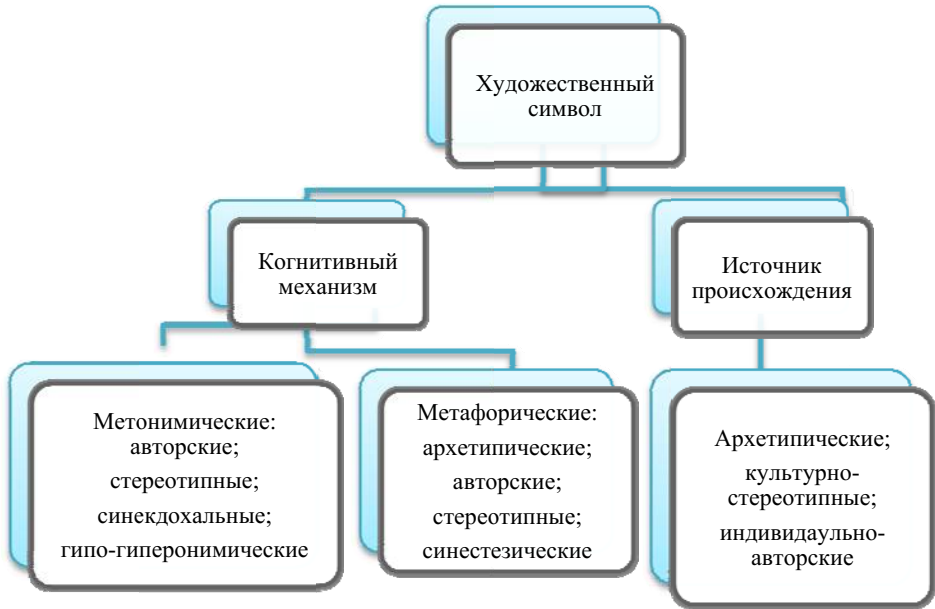 Художественный
символ
Когнитивный
механизм
Источник
происхождения
Метонимические:
авторские;
стереотипные;
синекдохальные;
гипо-гиперонимические
Метафорические:
архетипические;
авторские;
стереотипные;
синестезические
Архетипические;
культурно-
стереотипные;
индивидаульно-
авторские